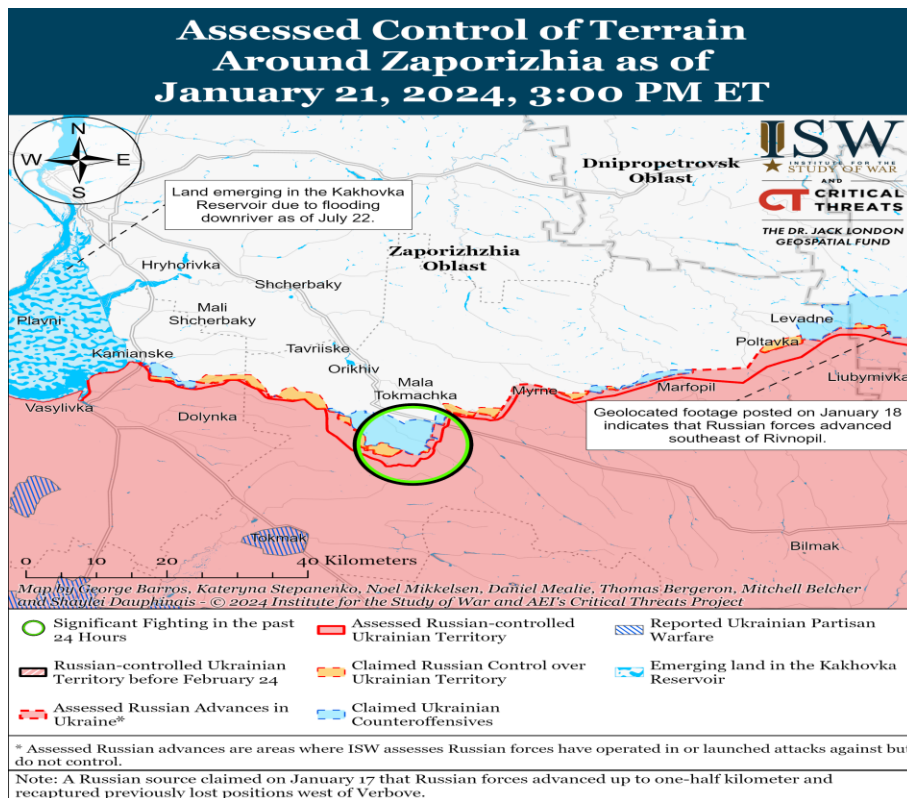 Assessed Control of Terrain
Around Zaporizhia as of
January 21, 2024, 3:00 PM ET
N
W E
S
ISW
INSTITUTE FOR THE
STUDY OF WAR
AND
CT CRITICAL
THREATS
THE DR. JACK LONDON
GEOSPATIAL FUND
Dnipropetrovsk
Oblast
Land emerging in the Kakhovka
Reservoir due to flooding
downriver as of July 22.
Zaporizhzhia
Oblast
Hryhorivka
Shcherbaky
Mali
Shcherbaky
Plavni
Levadne
Tavriiske
Poltavka
Kamianske
Orikhiv
Mala
Tokmachka
Myrne
Marfopil
Liubymivka
Vasylivka
Dolynka
Geolocated footage posted on January 18
indicates that Russian forces advanced
southeast of Rivnopil.
Tokmak
Bilmak
0 10 20 40 Kilometers
Map by George Barros, Kateryna Stepanenko, Noel Mikkelsen, Daniel Mealie, Thomas Bergeron, Mitchell Belcher
and Shaylei Dauphinais - © 2024 Institute for the Study of War and AEI's Critical Threats Project
Significant Fighting in the past
24 Hours
Russian-controlled Ukrainian
Territory before February 24
Assessed Russian Advances in
Ukraine*
Assessed Russian-controlled
Ukrainian Territory
Claimed Russian Control over
Ukrainian Territory
Claimed Ukrainian
Counteroffensives
Reported Ukrainian Partisan
Warfare
Emerging land in the Kakhovka
Reservoir
* Assessed Russian advances are areas where ISW assesses Russian forces have operated in or launched attacks against but
do not control.
Note: A Russian source claimed on January 17 that Russian forces advanced up to one-half kilometer and
recaptured previously lost positions west of Verbove.